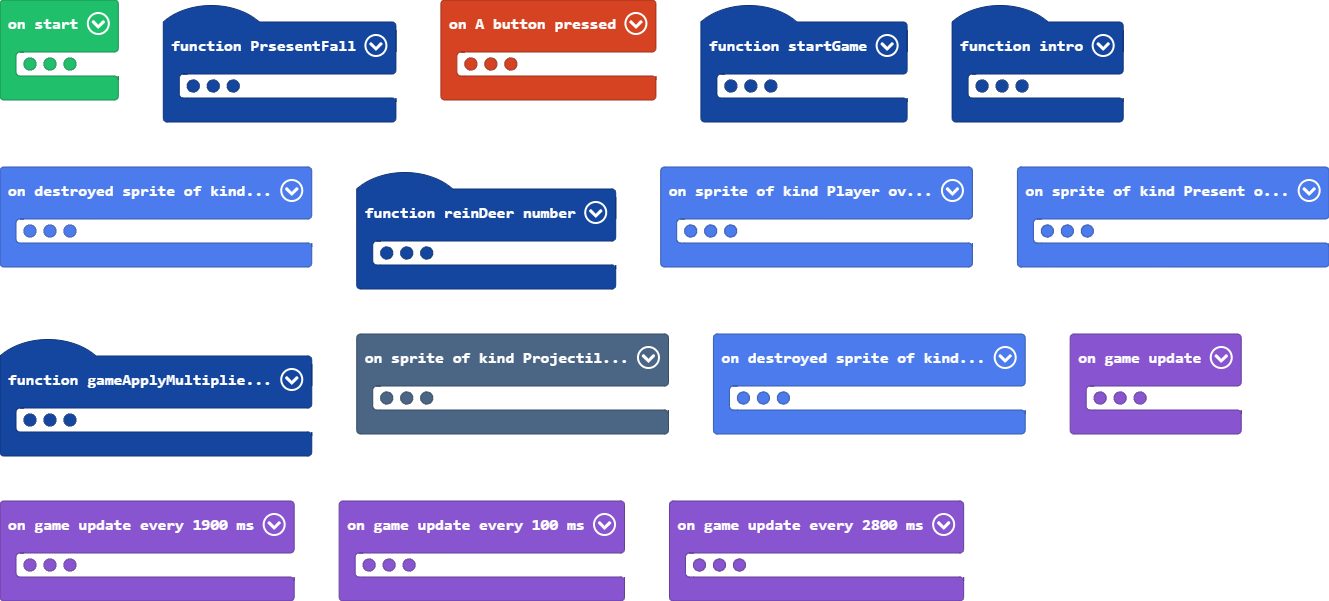 on start
function PrsesentFall
on A button pressed
function startGame
function intro
on destroyed sprite of kind...
function reinDeer number
on sprite of kind Player ov...
on sprite of kind Present o...
function gameApplyMultiplie...
on sprite of kind Projectil...
on destroyed sprite of kind...
on game update
on game update every 1900 ms
on game update every 100 ms
on game update every 2800 ms